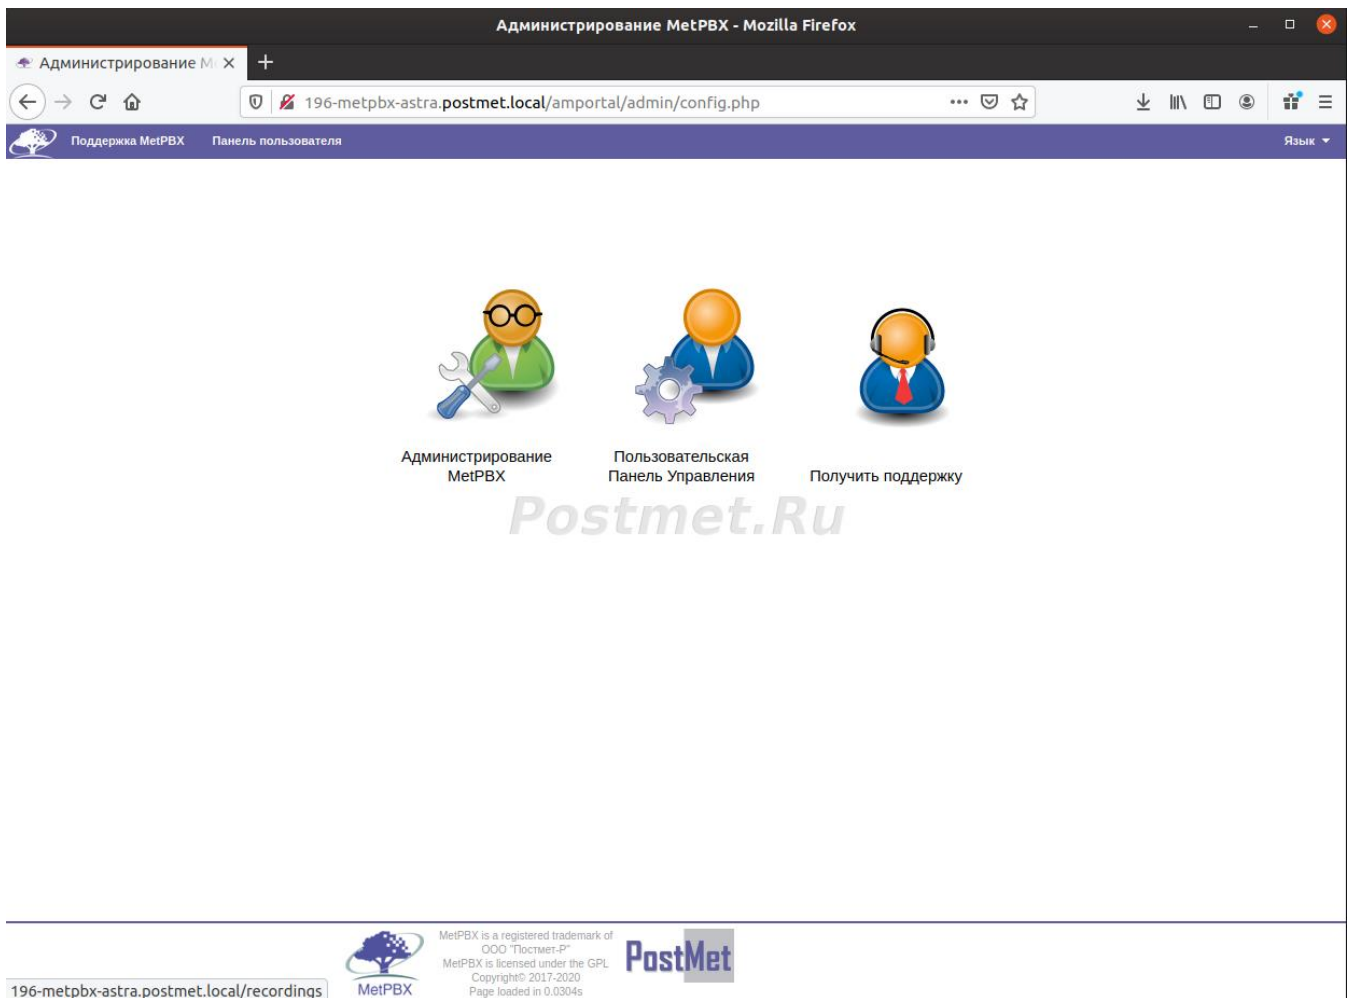 Администрирование MetPBX - Mozilla Firefox
Администрирование M
196-metpbx-astra.postmet.local/amportal/admin/config.php
Поддержка MetPBX Панель пользователя Язык
Администрирование
MetPBX
Пользовательская
Панель Управления
Получить поддержку
Postmet.Ru
MetPBX is a registered trademark of
ООО "Постмет-Р"
MetPBX is licensed under the GPL
Copyright© 2017-2020
Page loaded in 0.0304s
MetPBX
PostMet
196-metpbx-astra.postmet.local/recordings